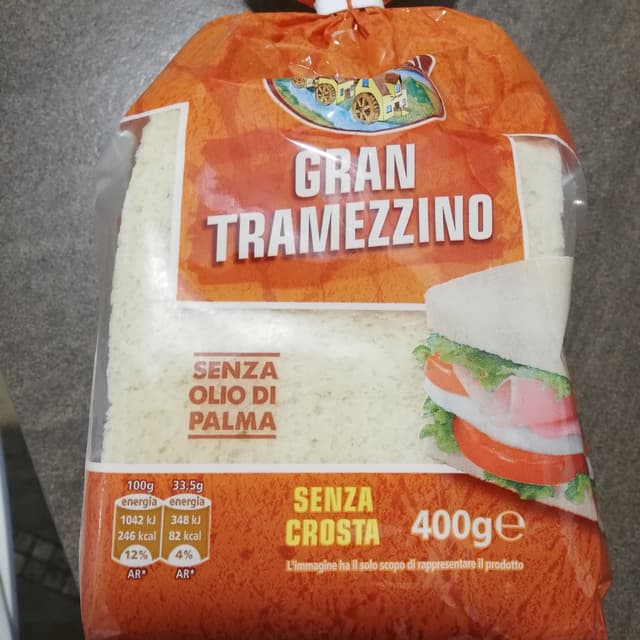 GRAN
TRAMEZZINO
SENZA
OLIO DI
PALMA
100g 33,5g
energia energia
1042 kJ 348 kJ
246 kcal 82 kcal
12% 4%
AR* AR*
SENZA
CROSTA
400g e
L'immagine ha il solo scopo di rappresentare il prodotto